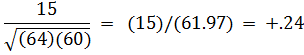 15/√((64)(60)) = (15)/(61.97) = +.24